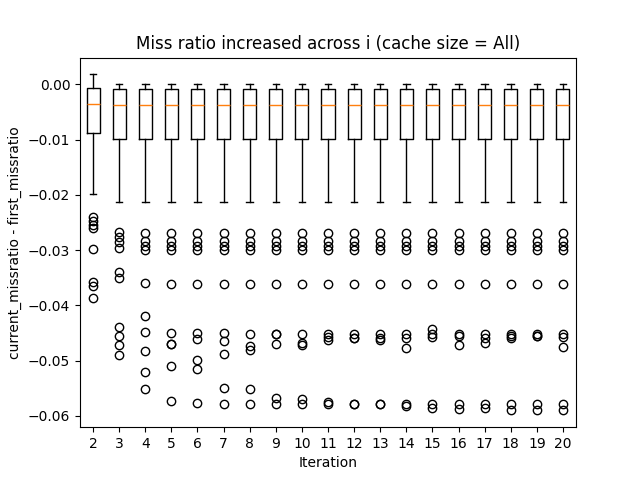 Miss ratio increased across i (cache size = All)
0.00
−0.01
−0.02
−0.03
−0.04
−0.05
−0.06
current_missratio - first_missratio
2 3 4 5 6 7 8 9 10 11 12 13 14 15 16 17 18 19 20
Iteration